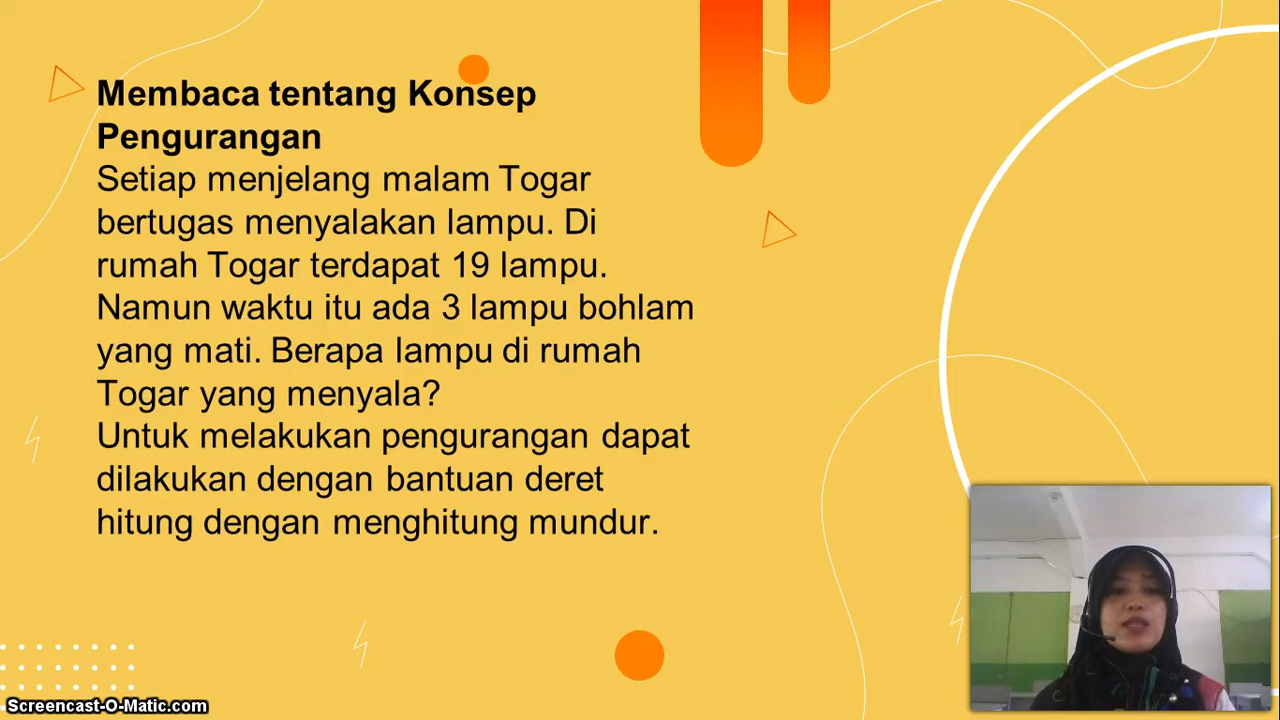 Membaca tentang Konsep
Pengurangan
Setiap menjelang malam Togar
bertugas menyalakan lampu. Di
rumah Togar terdapat 19 lampu.
Namun waktu itu ada 3 lampu bohlam
yang mati. Berapa lampu di rumah
Togar yang menyala?
Untuk melakukan pengurangan dapat
dilakukan dengan bantuan deret
hitung dengan menghitung mundur.
Screencast-O-Matic.com